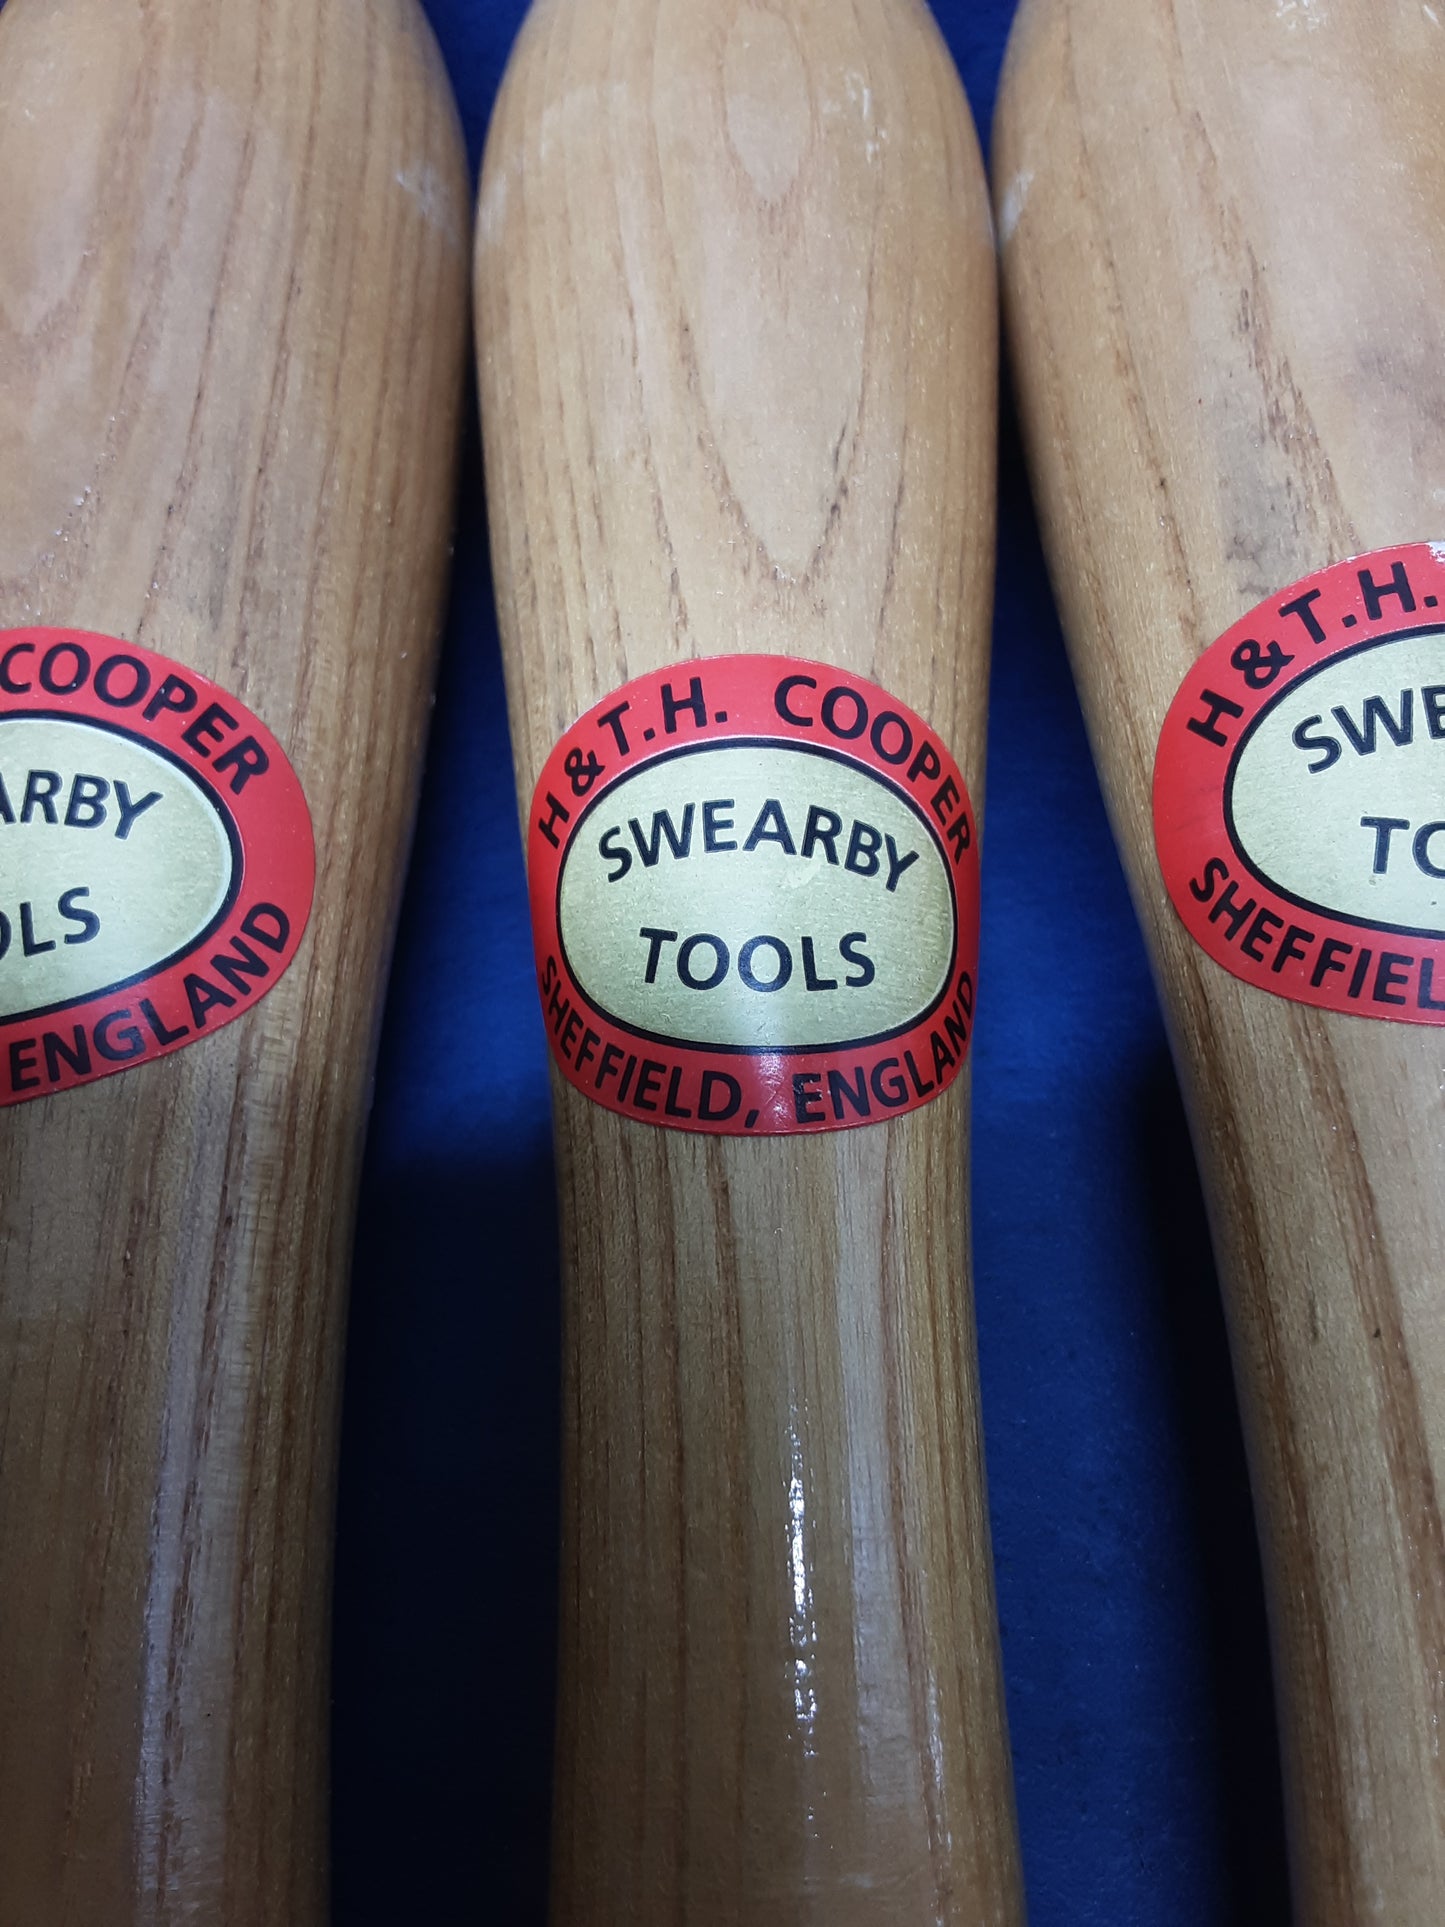 COOPER
ARBY
OLS
ENGLAND
H & T.H. COOPER
SWEARBY
TOOLS
SHEFFIELD, ENGLAND
H & T.H.
SWE
TO
SHEFFIEL